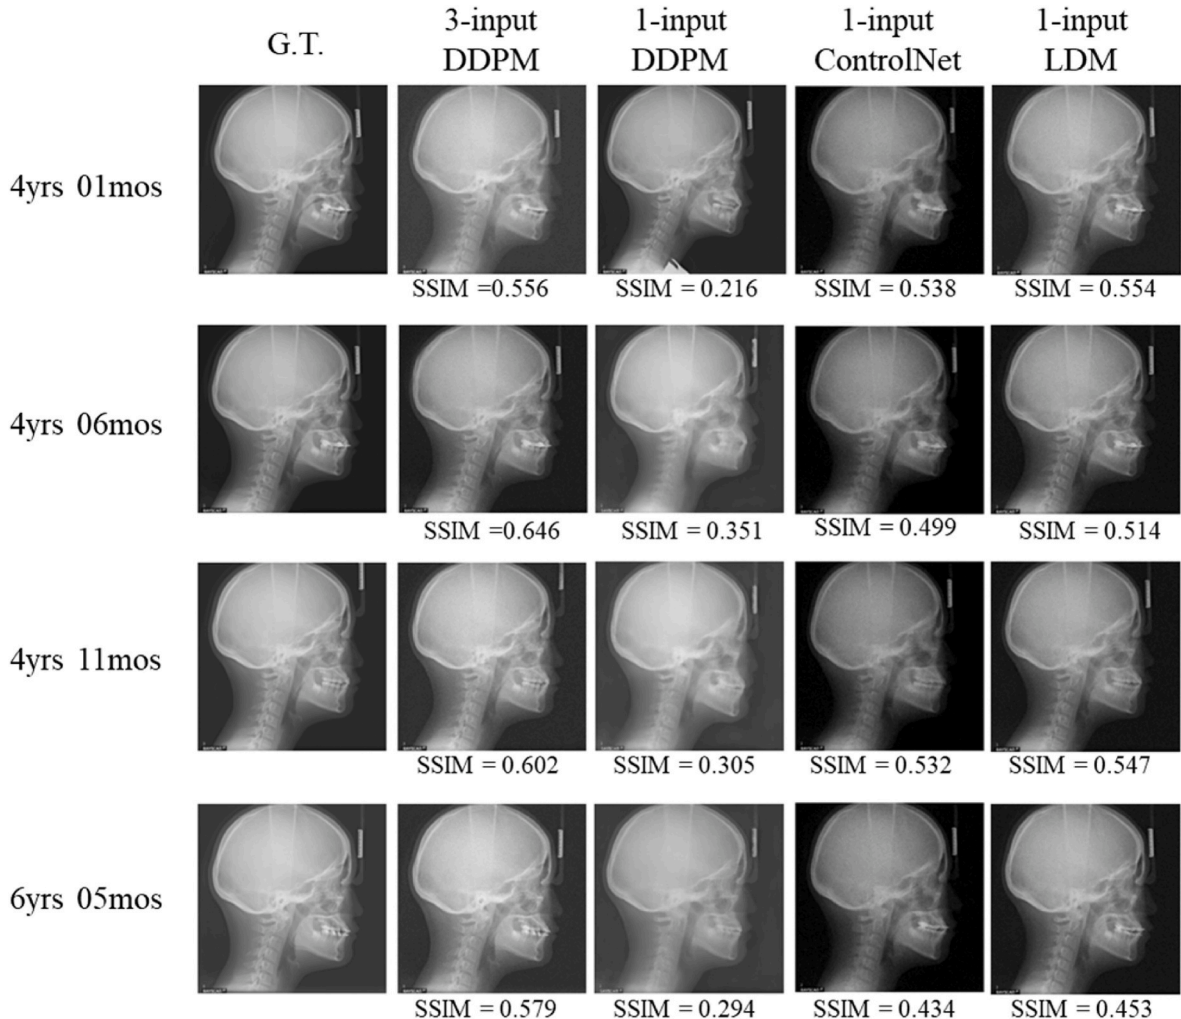 G.T.
3-input
DDPM
1-input
DDPM
1-input
ControlNet
1-input
LDM
4yrs 01mos
SSIM =0.556
SSIM = 0.216
SSIM = 0.538
SSIM = 0.554
4yrs 06mos
SSIM =0.646
SSIM = 0.351
SSIM = 0.499
SSIM = 0.514
4yrs 11mos
SSIM = 0.602
SSIM = 0.305
SSIM = 0.532
SSIM = 0.547
6yrs 05mos
SSIM = 0.579
SSIM = 0.294
SSIM = 0.434
SSIM = 0.453